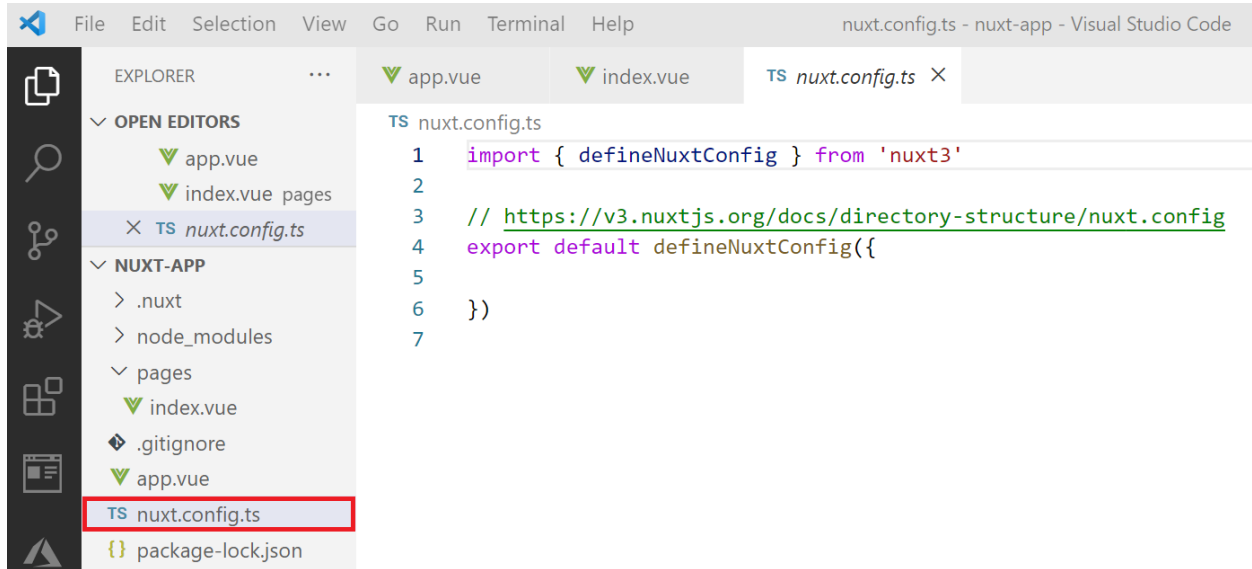 File Edit Selection View Go Run Terminal Help nuxt.config.ts - nuxt-app - Visual Studio Code
EXPLORER ···
OPEN EDITORS
app.vue
index.vue pages
TS nuxt.config.ts
NUXT-APP
.nuxt
node_modules
pages
index.vue
.gitignore
app.vue
TS nuxt.config.ts
{} package-lock.json
app.vue index.vue TS nuxt.config.ts
TS nuxt.config.ts
1 import { defineNuxtConfig } from 'nuxt3'
2
3 // https://v3.nuxtjs.org/docs/directory-structure/nuxt.config
4 export default defineNuxtConfig({
5
6 })
7